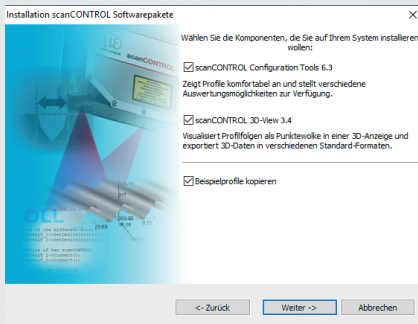 Installation scanCONTROL Softwarepakete
Wählen Sie die Komponenten, die Sie auf Ihrem System installieren
wollen:
scanCONTROL Configuration Tools 6.3
Zeigt Profile komfortabel an und stellt verschiedene
Auswertungsmöglichkeiten zur Verfügung.
scanCONTROL 3D-View 3.4
Visualisiert Profilfolgen als Punktewolke in einer 3D-Anzeige und
exportiert 3D-Daten in verschiedenen Standard-Formaten.
Beispielprofile kopieren
scanCONTROL
DLL
<- Zurück
Weiter ->
Abbrechen